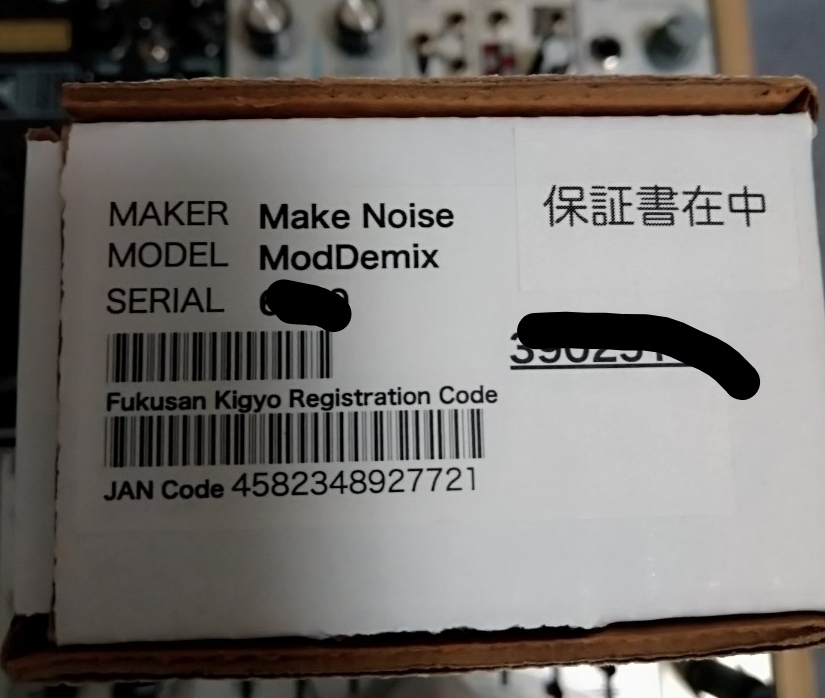 MAKER Make Noise
保証書在中
MODEL ModDemix
SERIAL
Fukusan Kigyo Registration Code
JAN Code 4582348927721